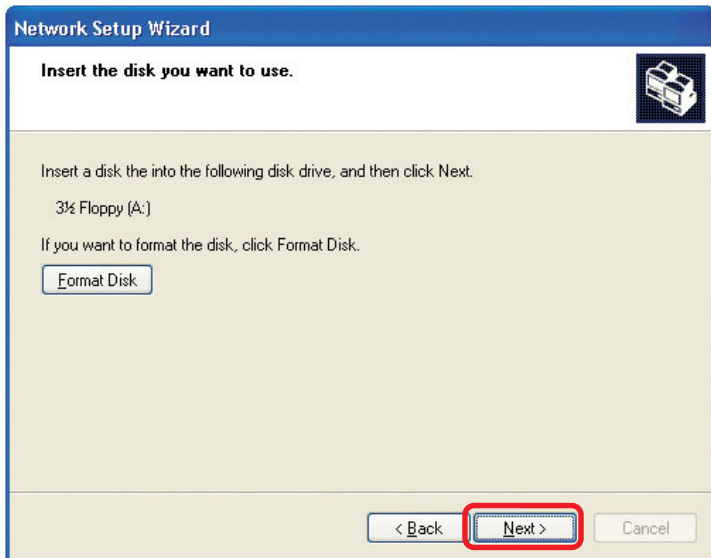 Network Setup Wizard
Insert the disk you want to use.
Insert a disk the into the following disk drive, and then click Next.
3½ Floppy (A:)
If you want to format the disk, click Format Disk.
Format Disk
< Back Next > Cancel